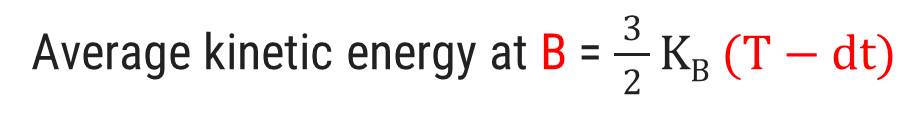 Average kinetic energy at B = 3/2 K_B (T − dt)